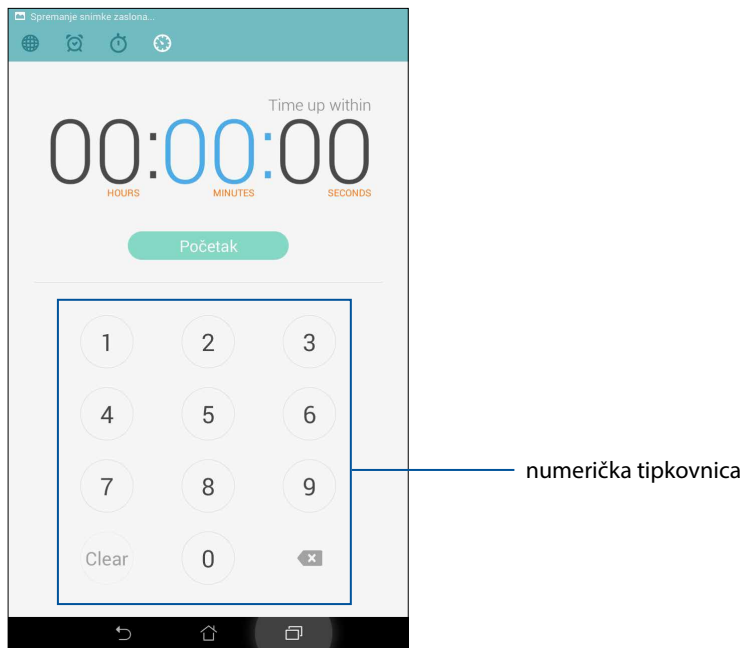 Spremanje snimke zaslona...
Time up within
00:00:00
HOURS MINUTES SECONDS
Početak
1 2 3
4 5 6
7 8 9
numerička tipkovnica
Clear 0